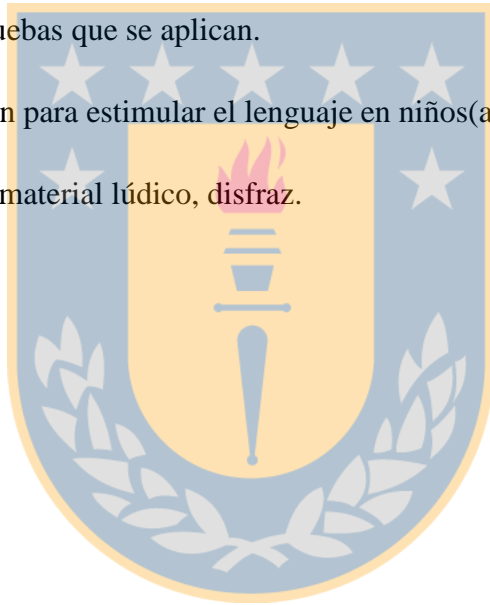 uebas que se aplican.
n para estimular el lenguaje en niños(a
material lúdico, disfraz.